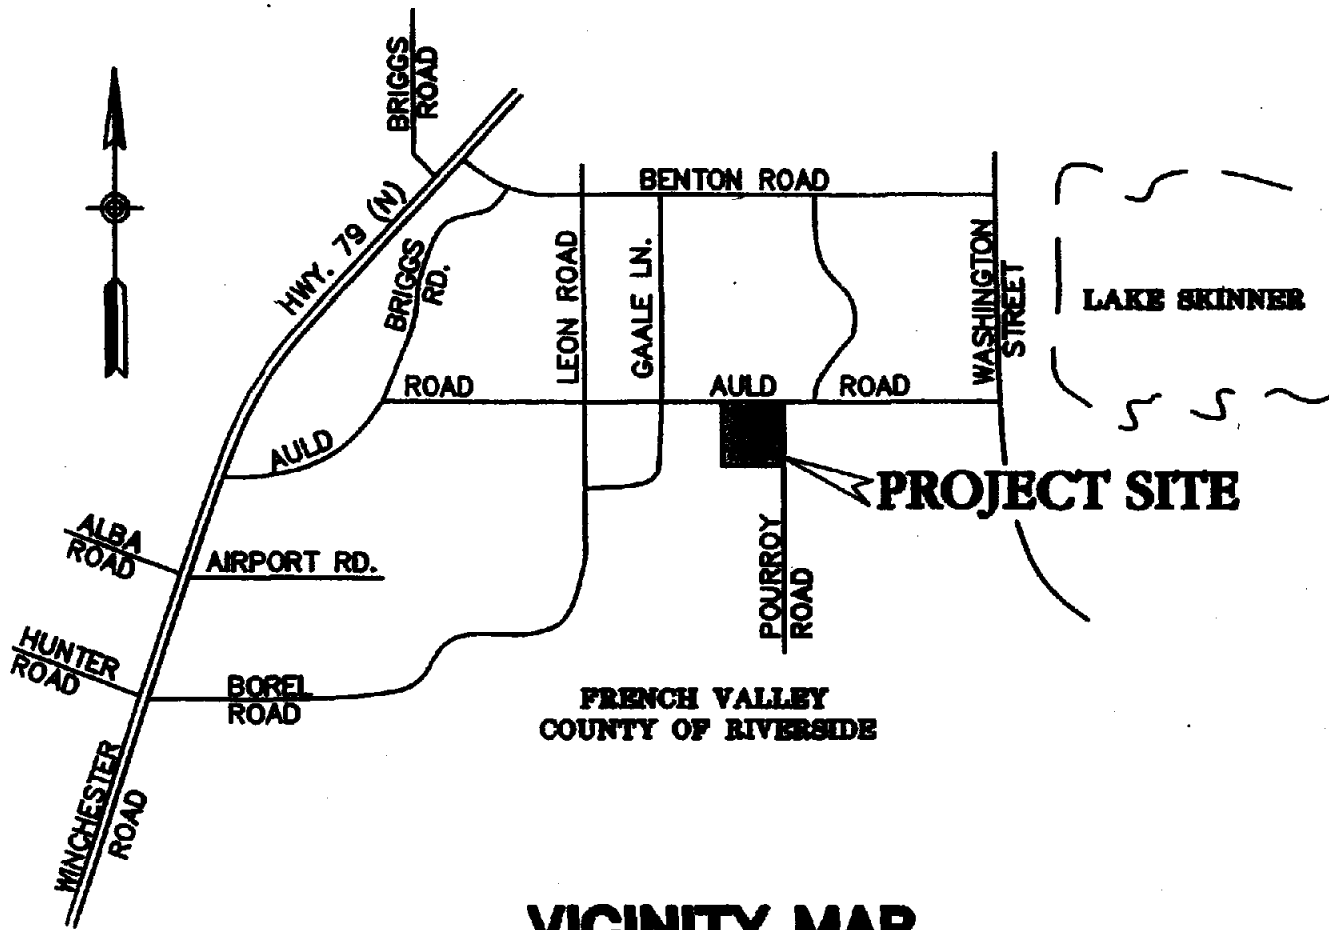 BRIGGS
ROAD
BENTON ROAD
HWY. 79 (N)
BRIGGS
RD.
LEON ROAD
GAALE LN.
WASHINGTON
STREET
LAKE SKINNER
ROAD
AULD
ROAD
AULD
PROJECT SITE
ALBA
ROAD
AIRPORT RD.
POURROY
ROAD
HUNTER
ROAD
BOREL
ROAD
FRENCH VALLEY
COUNTY OF RIVERSIDE
WINCHESTER
ROAD
VICINITY MAP